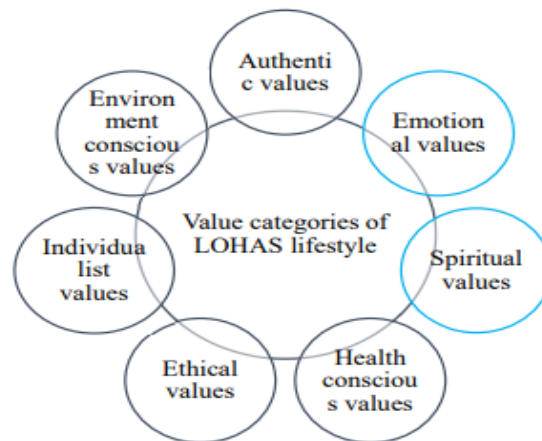 Authenti
c values
Emotion
al values
Spiritual
values
Health
consciou
s values
Ethical
values
Individua
list
values
Environ
ment
consciou
s values
Value categories of
LOHAS lifestyle